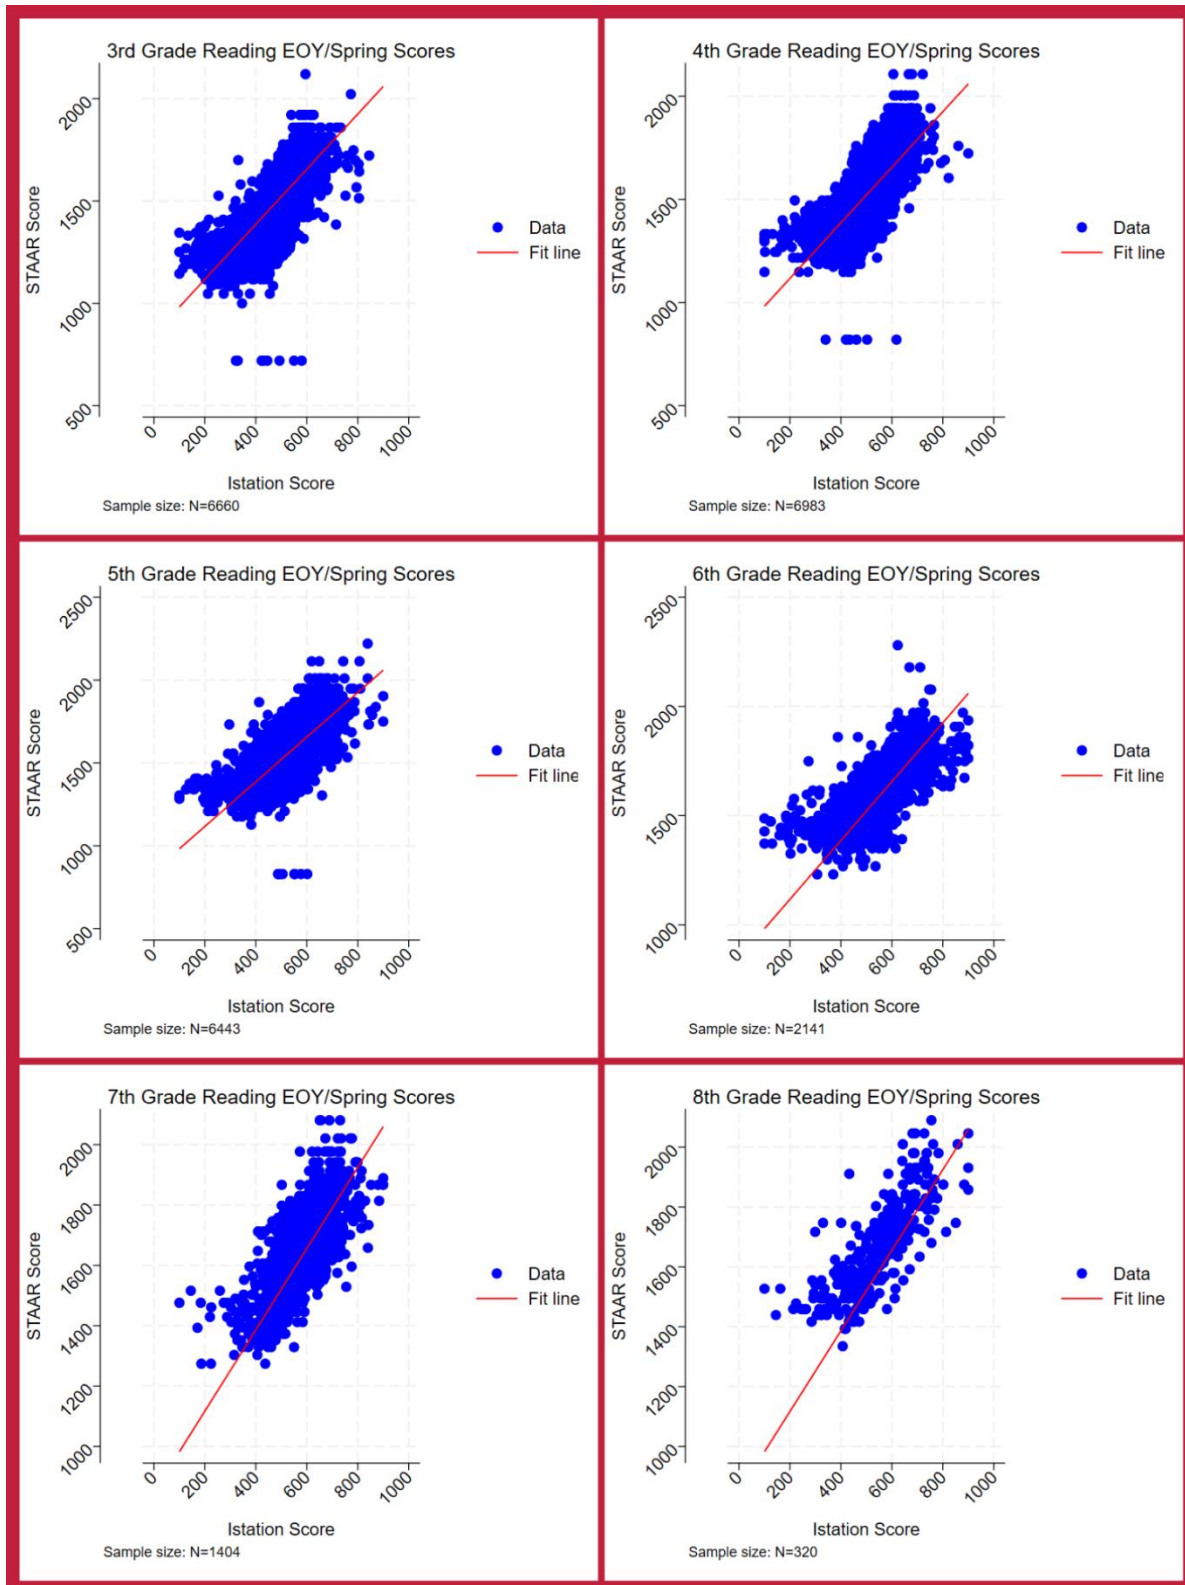 3rd Grade Reading EOY/Spring Scores
STAAR Score
2000
1500
1000
500
0 200 400 600 800 1000
Istation Score
Data
Fit line
Sample size: N=6660
4th Grade Reading EOY/Spring Scores
STAAR Score
2000
1500
1000
500
0 200 400 600 800 1000
Istation Score
Data
Fit line
Sample size: N=6983
5th Grade Reading EOY/Spring Scores
STAAR Score
2500
2000
1500
1000
500
0 200 400 600 800 1000
Istation Score
Data
Fit line
Sample size: N=6443
6th Grade Reading EOY/Spring Scores
STAAR Score
2500
2000
1500
1000
0 200 400 600 800 1000
Istation Score
Data
Fit line
Sample size: N=2141
7th Grade Reading EOY/Spring Scores
STAAR Score
2000
1800
1600
1400
1200
1000
0 200 400 600 800 1000
Istation Score
Data
Fit line
Sample size: N=1404
8th Grade Reading EOY/Spring Scores
STAAR Score
2000
1800
1600
1400
1200
1000
0 200 400 600 800 1000
Istation Score
Data
Fit line
Sample size: N=320